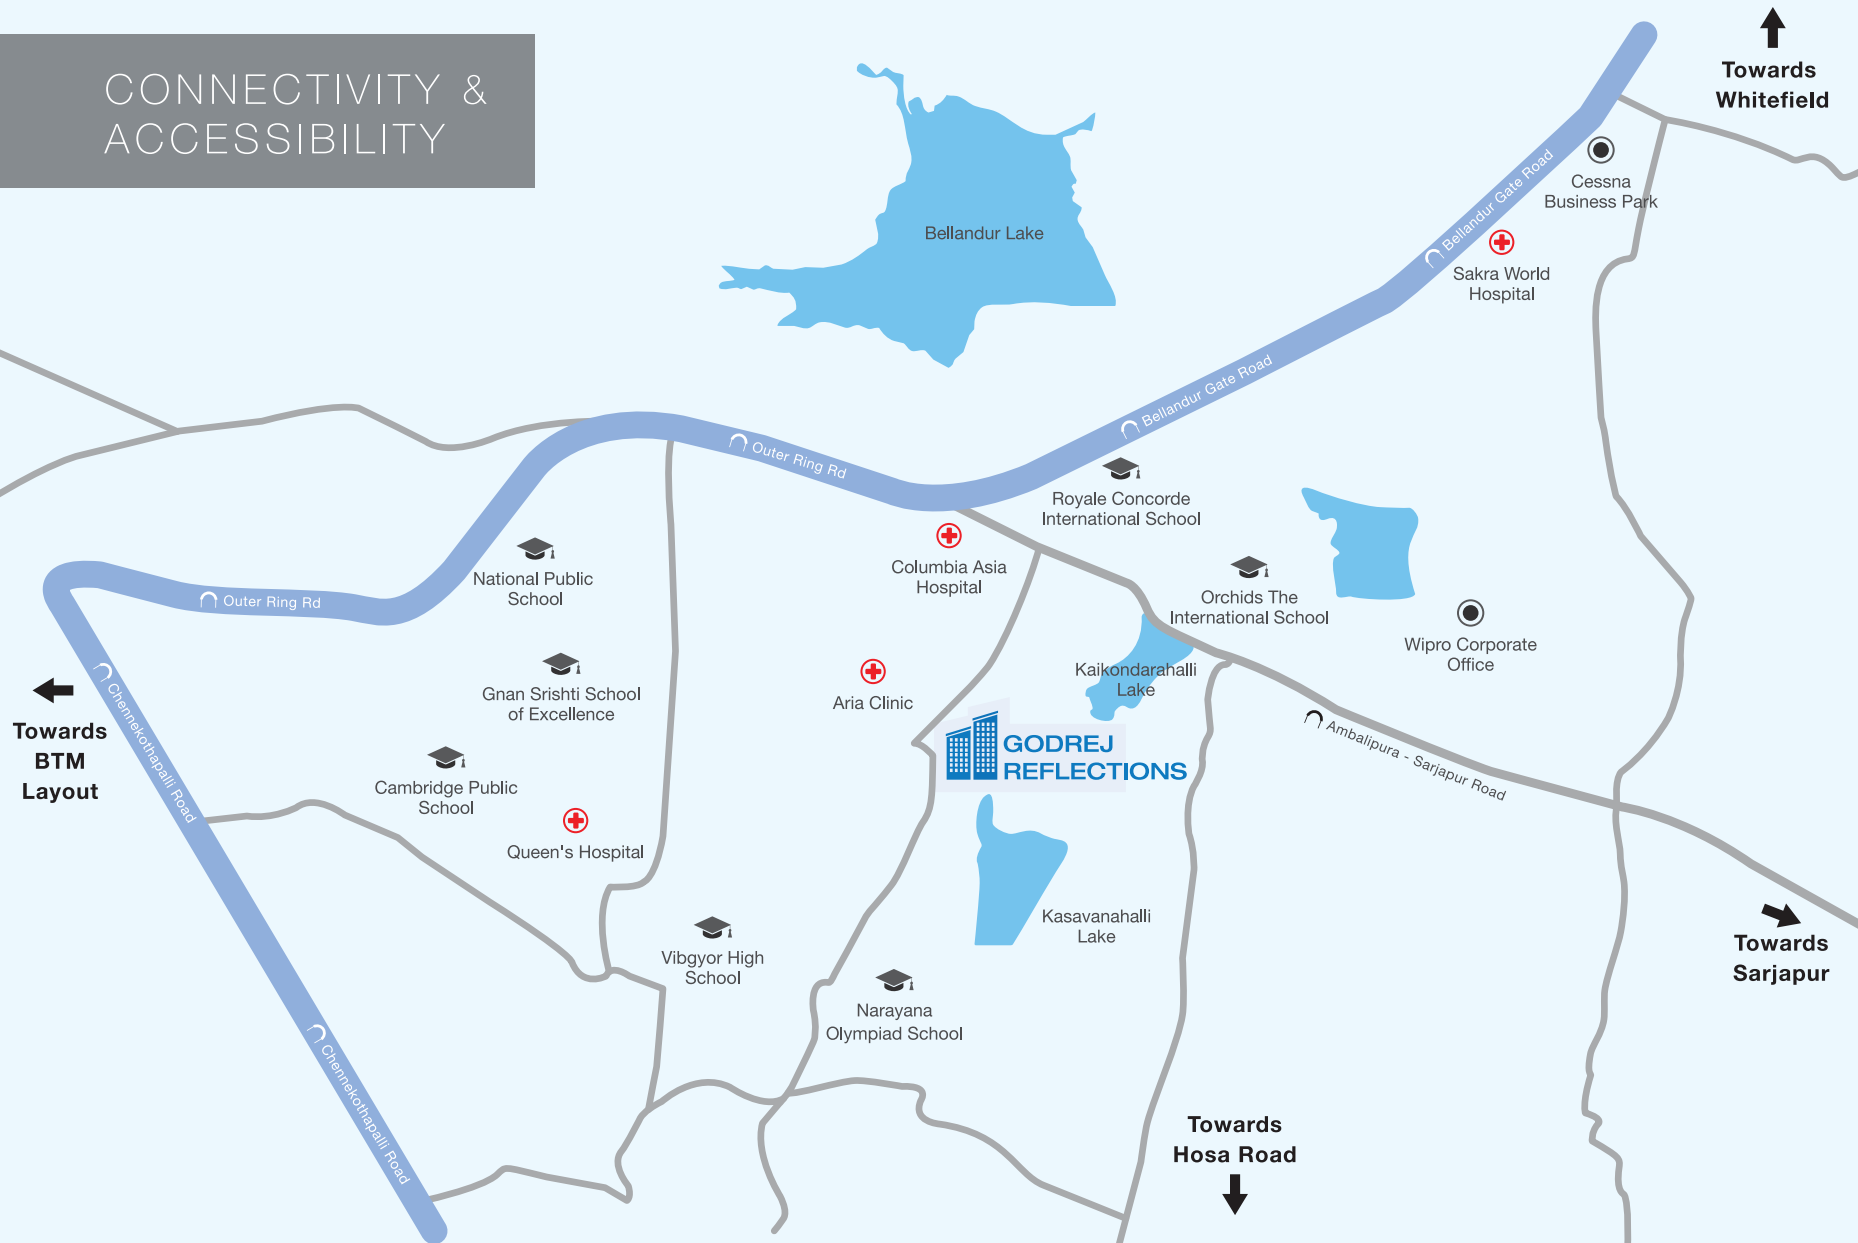 CONNECTIVITY &
ACCESSIBILITY
Towards
Whitefield
Cessna
Business Park
Bellandur Gate Road
Bellandur Lake
Sakra World
Hospital
Bellandur Gate Road
Outer Ring Rd
Royale Concorde
International School
National Public
School
Columbia Asia
Hospital
Outer Ring Rd
Orchids The
International School
Wipro Corporate
Office
Kaikondarahalli
Lake
Gnan Srishti School
of Excellence
Aria Clinic
Chennekothapalli Road
Towards
BTM
Layout
GODREJ
REFLECTIONS
Ambalipura - Sarjapur Road
Cambridge Public
School
Queen's Hospital
Kasavanahalli
Lake
Towards
Sarjapur
Vibgyor High
School
Narayana
Olympiad School
Chennekothapalli Road
Towards
Hosa Road